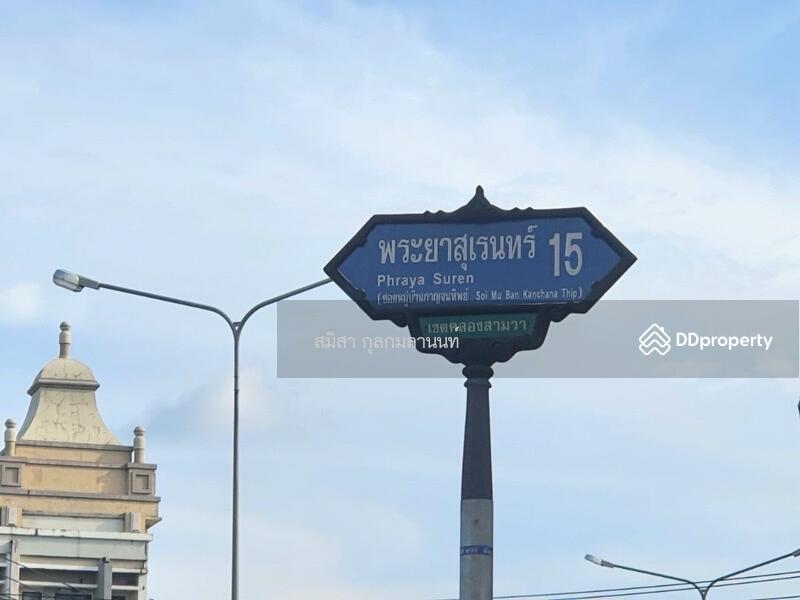 พระยาสุเรนทร์ 15
Phraya Suren
(ซอยหมู่บ้านกาญจนทิพย์ Soi Mu Ban Kanchana Thip)
เขตคลองสามวา
สมิสา กุลกมลานนท์
DDproperty